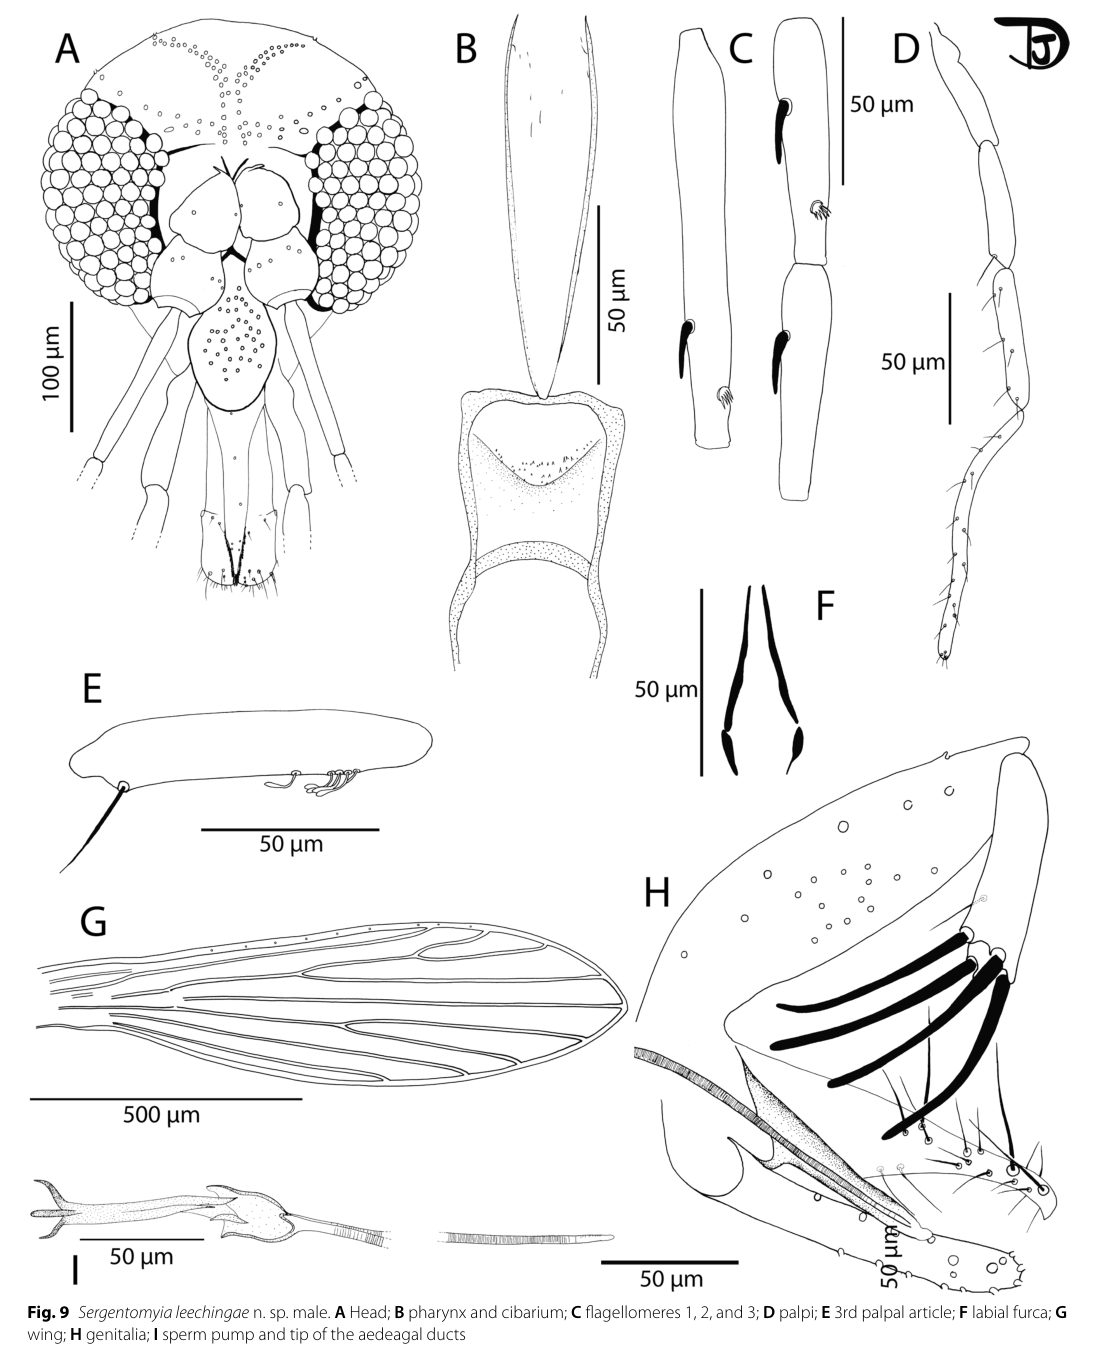 A
B
C
D
50 µm
50 µm
50 µm
100 µm
F
50 µm
E
50 µm
H
G
500 µm
50 µm
I
50 µm
50 µm
Fig. 9 Sergentomyia leechingae n. sp. male. A Head; B pharynx and cibarium; C flagellomeres 1, 2, and 3; D palpi; E 3rd palpal article; F labial furca; G
wing; H genitalia; I sperm pump and tip of the aedeagal ducts